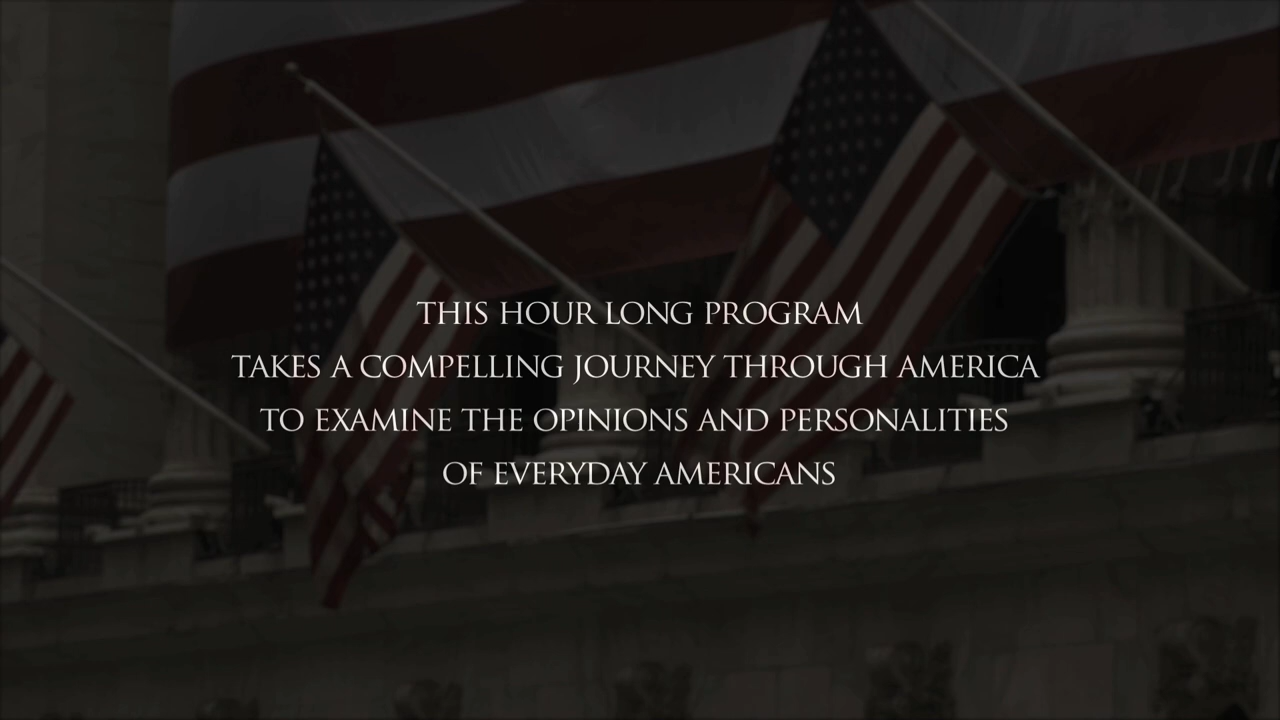 THIS HOUR LONG PROGRAM
TAKES A COMPELLING JOURNEY THROUGH AMERICA
TO EXAMINE THE OPINIONS AND PERSONALITIES
OF EVERYDAY AMERICANS